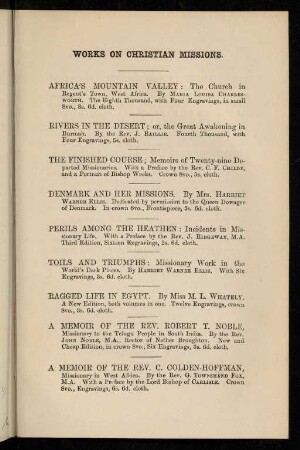 WORKS ON CHRISTIAN MISSIONS.
AFRICA'S MOUNTAIN VALLEY: The Church in
Regent's Town, West Africa. By MARIA LOUISA CHARLES-
WORTH. The Eighth Thousand, with Four Engravings, in small
8vo., 3s. 6d. cloth.
RIVERS IN THE DESERT; or, the Great Awakening in
Burmah. By the Rev. J. BAILLIE. Fourth Thousand, with
Four Engravings, 5s. cloth.
THE FINISHED COURSE; Memoirs of Twenty-nine De-
parted Missionaries. With a Preface by the Rev. C. F. CHILDE,
and a Portrait of Bishop Weeks. Crown 8vo., 5s. cloth.
DENMARK AND HER MISSIONS. By Mrs. HARRIET
WARNER ELLIS. Dedicated by permission to the Queen Dowager
of Denmark. In crown 8vo., Frontispiece, 5s. 6d. cloth.
PERILS AMONG THE HEATHEN: Incidents in Mis-
sionary Life. With a Preface by the Rev. J. RIDGEWAY, M.A.
Third Edition, Sixteen Engravings, 3s. 6d. cloth.
TOILS AND TRIUMPHS: Missionary Work in the
World's Dark Places. By HARRIET WARNER ELLIS. With Six
Engravings, 3s. 6d. cloth.
RAGGED LIFE IN EGYPT. By Miss M. L. WHATELY.
A New Edition, both volumes in one. Twelve Engravings, crown
8vo., 3s. 6d. cloth.
A MEMOIR OF THE REV. ROBERT T. NOBLE,
Missionary to the Telugu People in South India. By the Rev.
JOHN NOBLE, M.A., Rector of Nether Broughton. New and
Cheap Edition, in crown 8vo., Six Engravings, 3s. 6d. cloth.
A MEMOIR OF THE REV. C. COLDEN-HOFFMAN,
Missionary in West Africa. By the Rev. G. TOWNSHEND FOX,
M.A. With a Preface by the Lord Bishop of CARLISLE. Crown
8vo., Engraving, 6s. 6d. cloth.